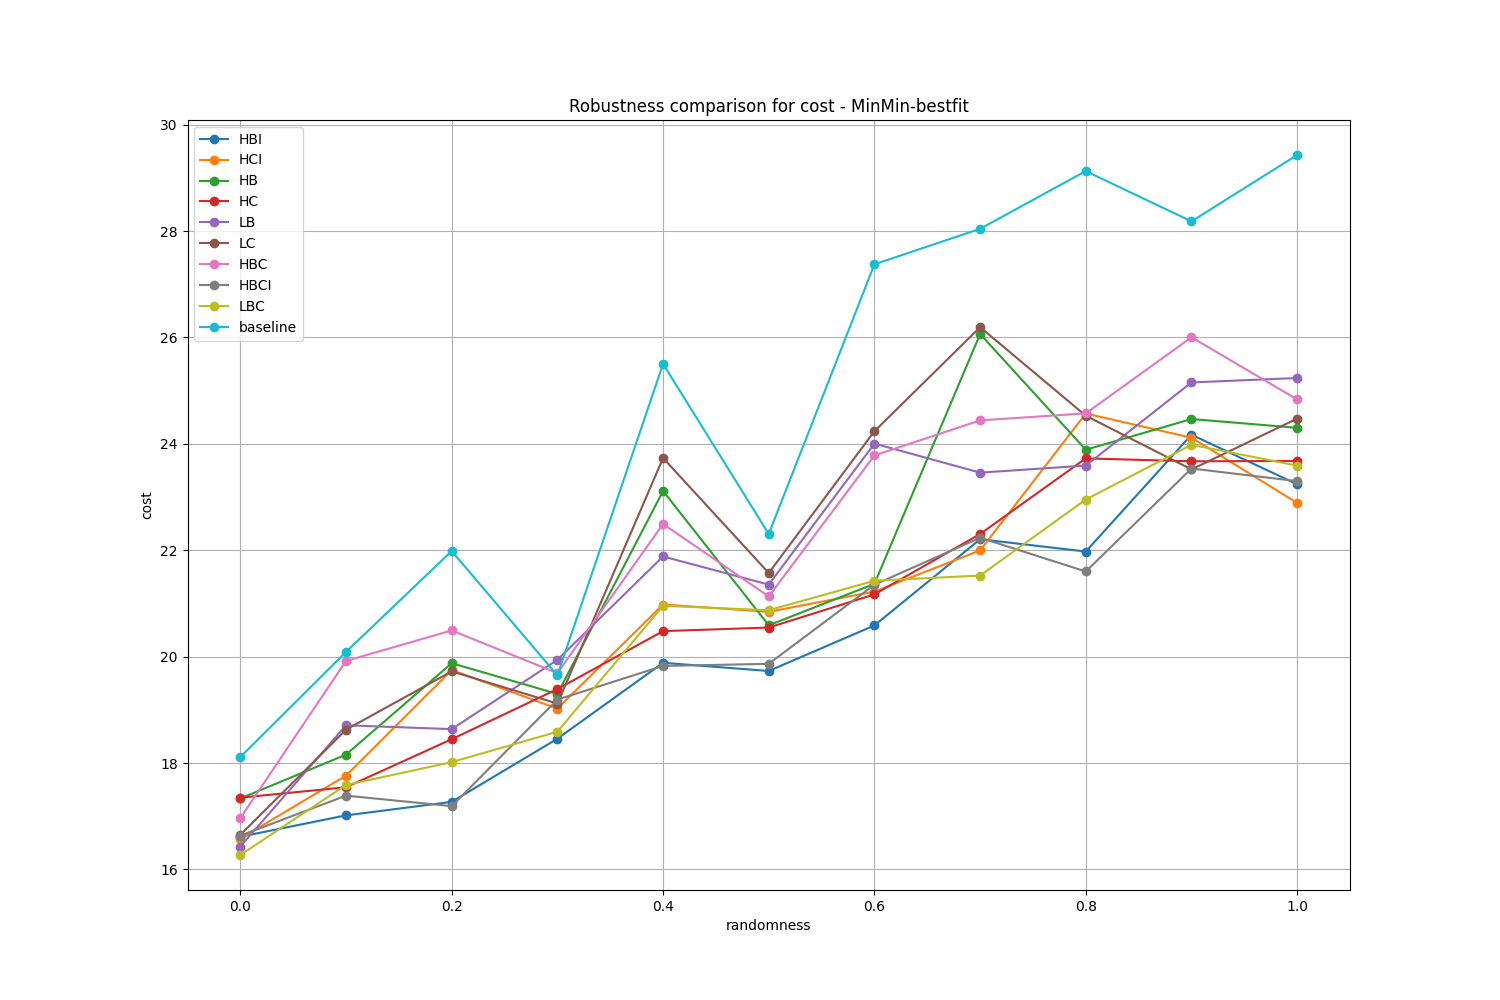 Robustness comparison for cost - MinMin-bestfit
30
28
26
24
22
20
18
16
cost
HBI
HCI
HB
HC
LB
LC
HBC
HBCI
LBC
baseline
0.0 0.2 0.4 0.6 0.8 1.0
randomness